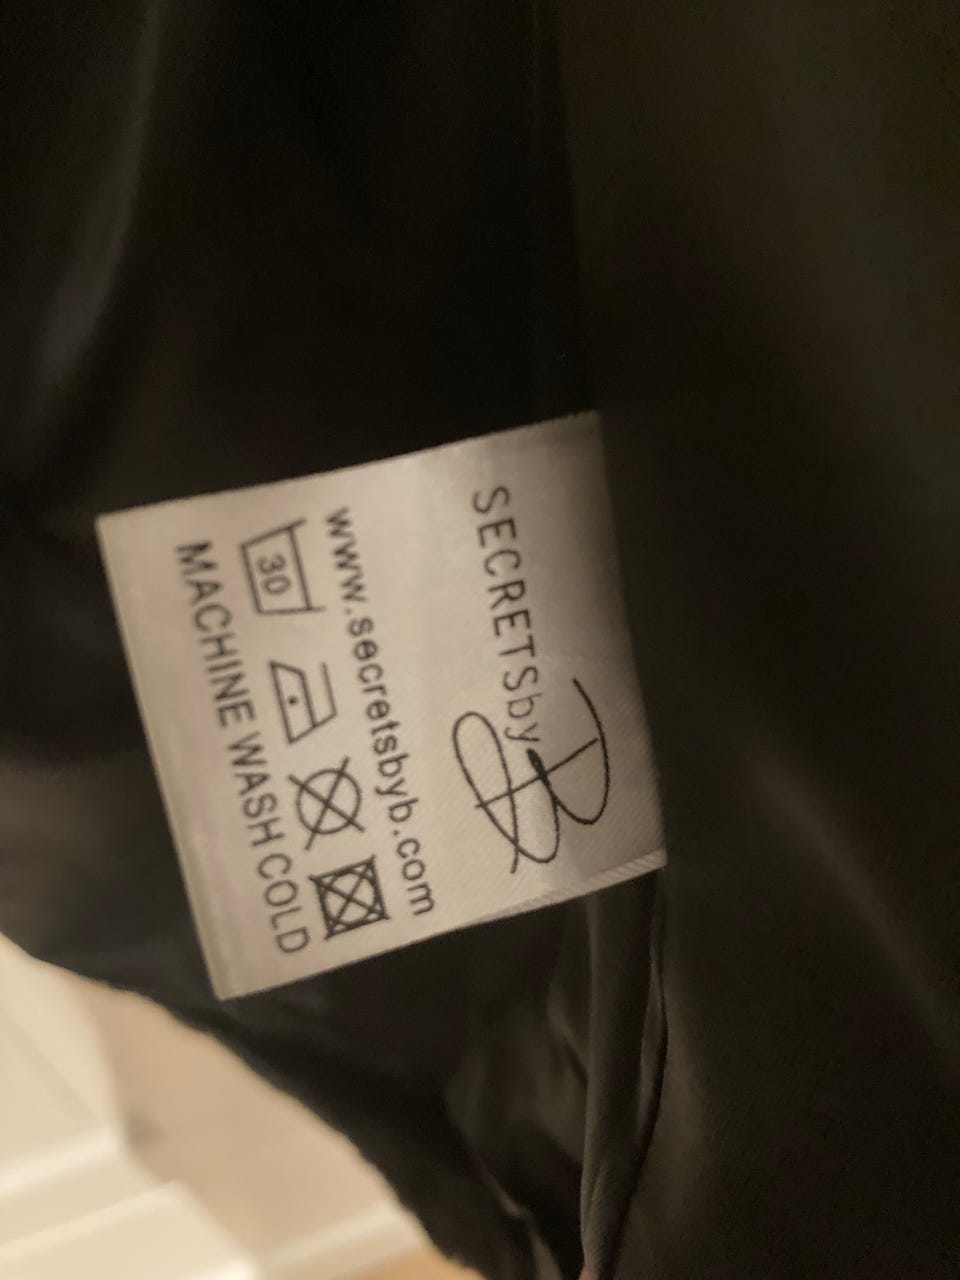 SECRETSbyB
www.secretsbyb.com
30
MACHINE WASH COLD